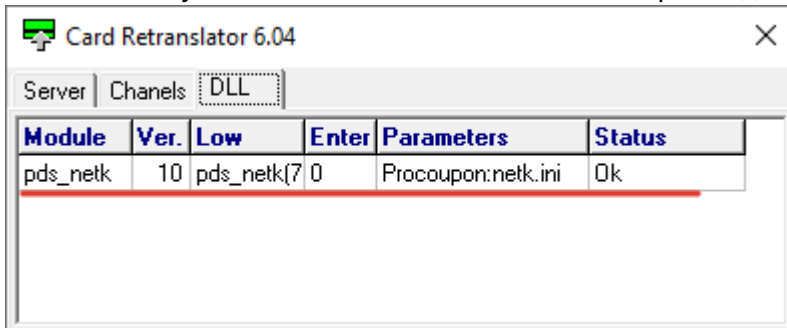 Card Retranslator 6.04
Server Chanels DLL
Module Ver. Low Enter Parameters Status
pds_netk 10 pds_netk(7 0 Procoupon:netk.ini Ok